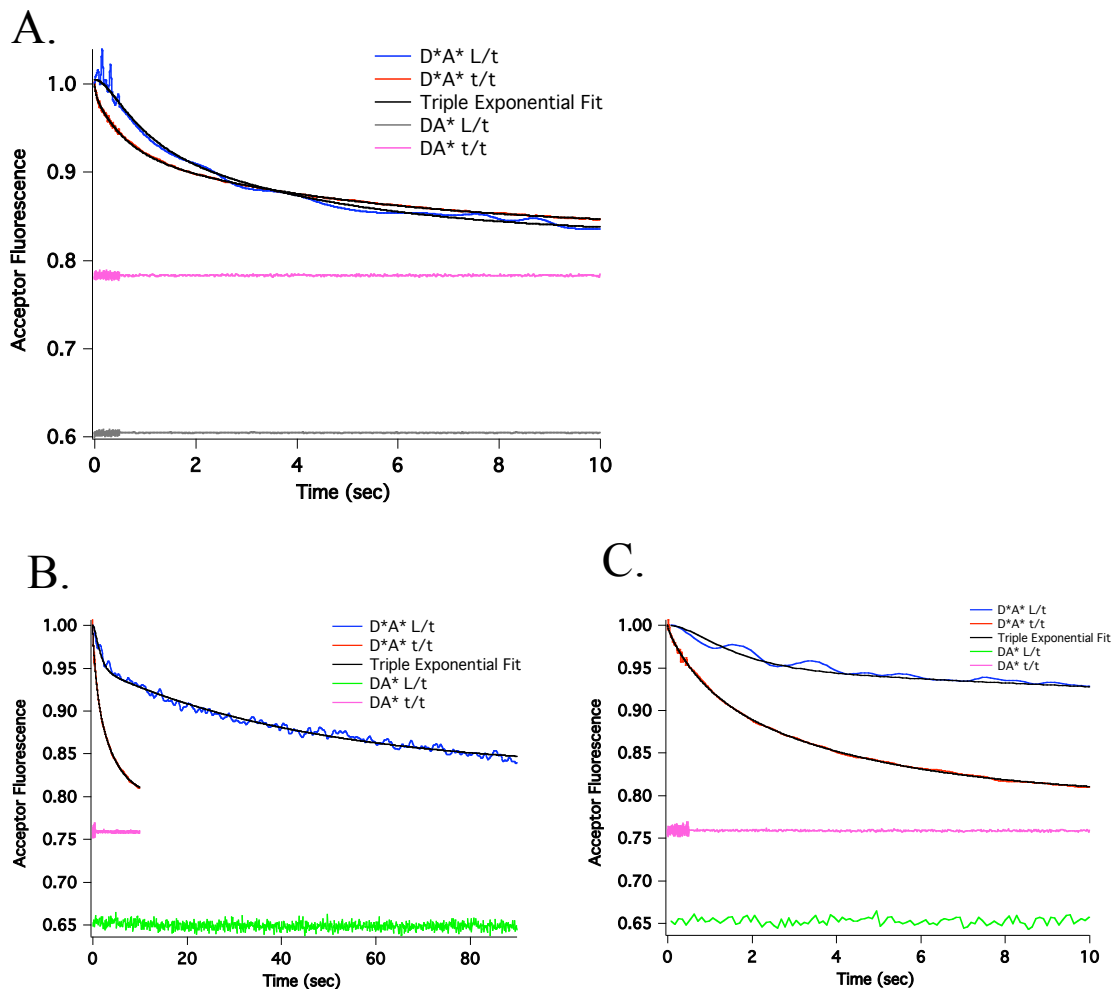 A.
D*A* L/t
D*A* t/t
Triple Exponential Fit
DA* L/t
DA* t/t
1.0
0.9
0.8
0.7
0.6
Acceptor Fluorescence
0 2 4 6 8 10
Time (sec)
B.
D*A* L/t
D*A* t/t
Triple Exponential Fit
DA* L/t
DA* t/t
1.00
0.95
0.90
0.85
0.80
0.75
0.70
0.65
Acceptor Fluorescence
0 20 40 60 80
Time (sec)
C.
D*A* L/t
D*A* t/t
Triple Exponential Fit
DA* L/t
DA* t/t
1.00
0.95
0.90
0.85
0.80
0.75
0.70
0.65
Acceptor Fluorescence
0 2 4 6 8 10
Time (sec)